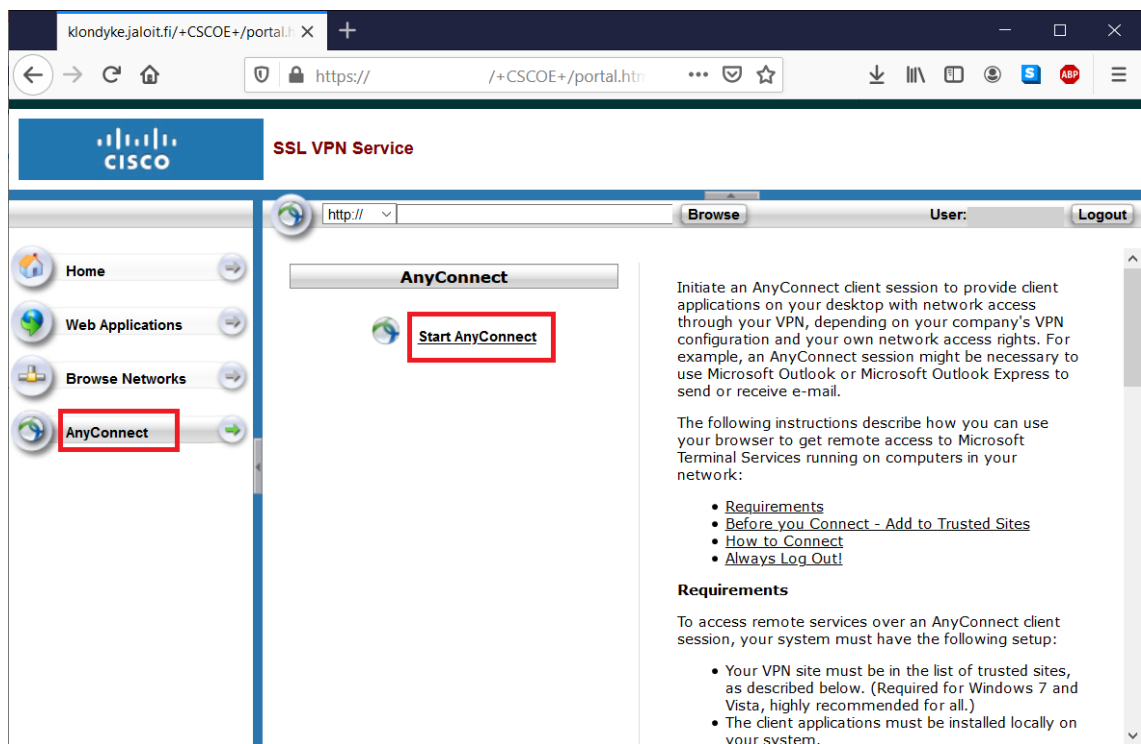 klondyke.jaloit.fi/+CSCOE+/portal.h
https:// /+CSCOE+/portal.htm
S
ABP
CISCO
SSL VPN Service
http://
Browse
User:
Logout
Home
Web Applications
Browse Networks
AnyConnect
AnyConnect
Start AnyConnect
Initiate an AnyConnect client session to provide client
applications on your desktop with network access
through your VPN, depending on your company's VPN
configuration and your own network access rights. For
example, an AnyConnect session might be necessary to
use Microsoft Outlook or Microsoft Outlook Express to
send or receive e-mail.
The following instructions describe how you can use
your browser to get remote access to Microsoft
Terminal Services running on computers in your
network:
• Requirements
• Before you Connect - Add to Trusted Sites
• How to Connect
• Always Log Out!
Requirements
To access remote services over an AnyConnect client
session, your system must have the following setup:
• Your VPN site must be in the list of trusted sites,
as described below. (Required for Windows 7 and
Vista, highly recommended for all.)
• The client applications must be installed locally on
your system.